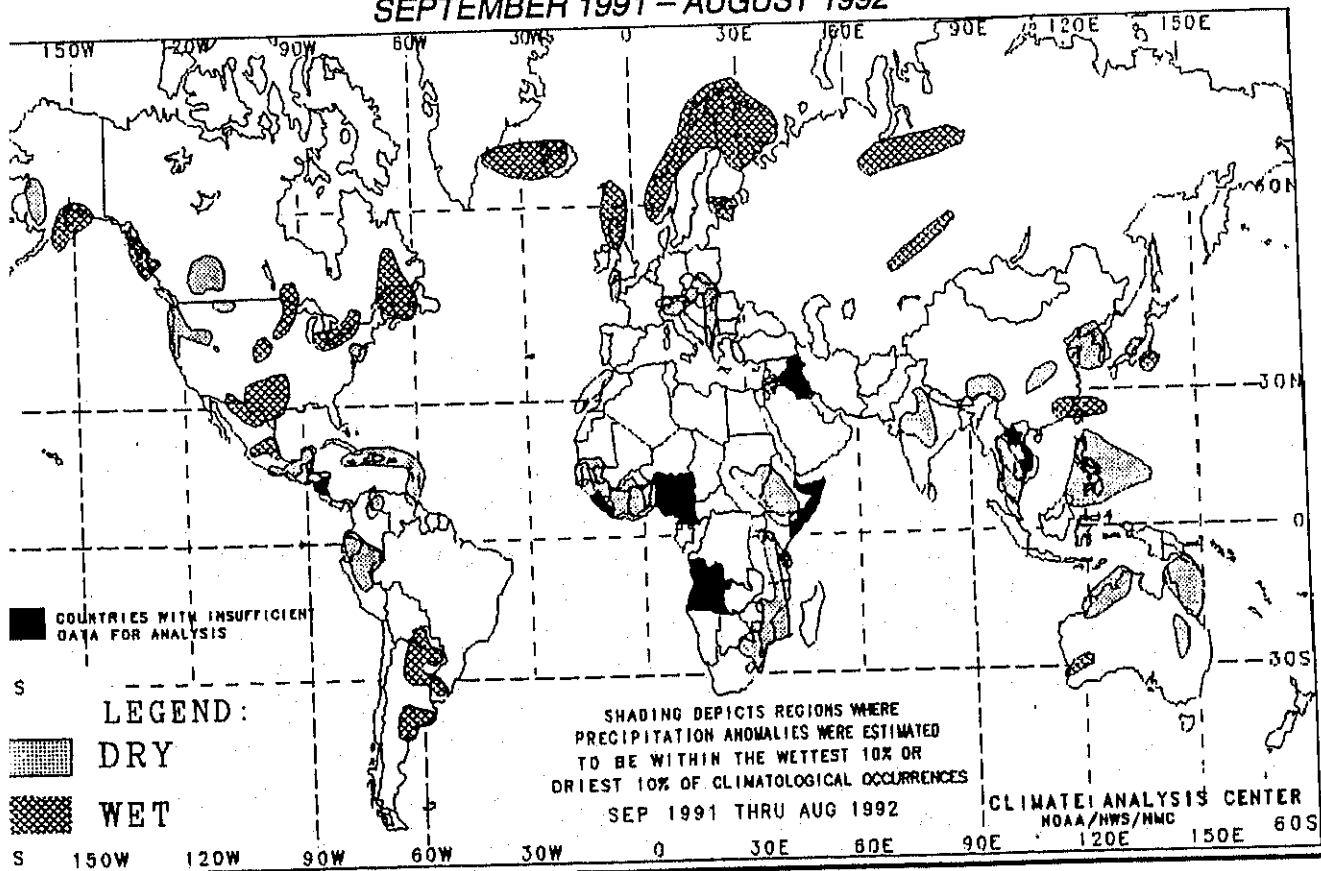 SEPTEMBER 1991 – AUGUST 1992
150W 120W 90W 60W 30W 0 30E 60E 90E 120E 150E
60N
30N
0
30S
COUNTRIES WITH INSUFFICIENT
DATA FOR ANALYSIS
S
LEGEND:
DRY
WET
SHADING DEPICTS REGIONS WHERE
PRECIPITATION ANOMALIES WERE ESTIMATED
TO BE WITHIN THE WETTEST 10% OR
DRIEST 10% OF CLIMATOLOGICAL OCCURRENCES
SEP 1991 THRU AUG 1992
CLIMATE ANALYSIS CENTER
NOAA/NWS/NMC
60S
S 150W 120W 90W 60W 30W 0 30E 60E 90E 120E 150E